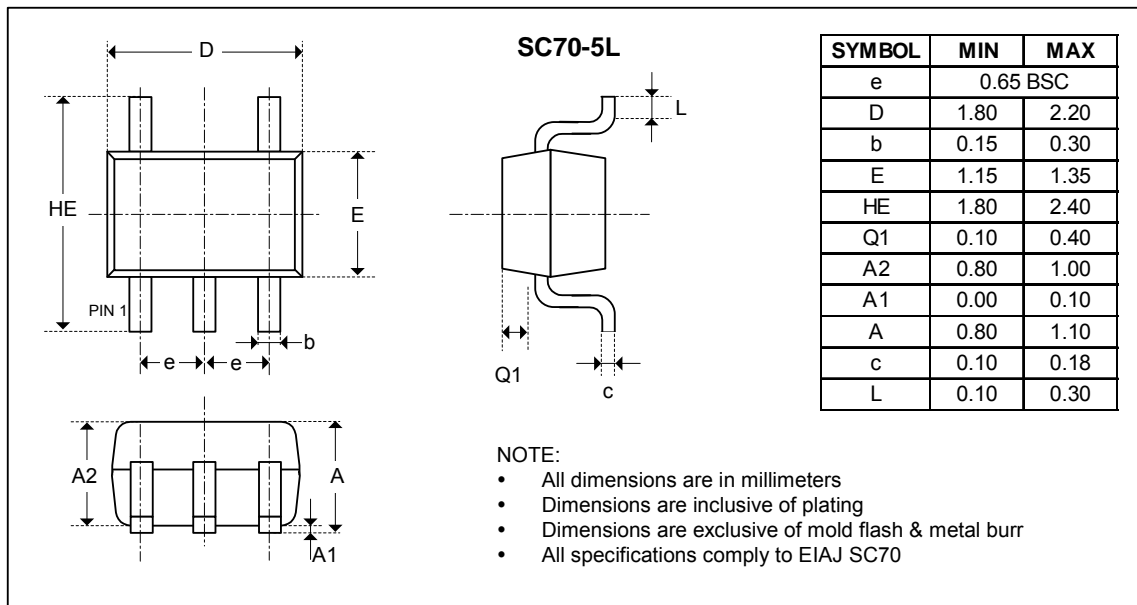 D
SC70-5L
L
HE
E
PIN 1
b
e
e
Q1
c
A2
A
A1
SYMBOL MIN MAX
e 0.65 BSC
D 1.80 2.20
b 0.15 0.30
E 1.15 1.35
HE 1.80 2.40
Q1 0.10 0.40
A2 0.80 1.00
A1 0.00 0.10
A 0.80 1.10
c 0.10 0.18
L 0.10 0.30
NOTE:
• All dimensions are in millimeters
• Dimensions are inclusive of plating
• Dimensions are exclusive of mold flash & metal burr
• All specifications comply to EIAJ SC70